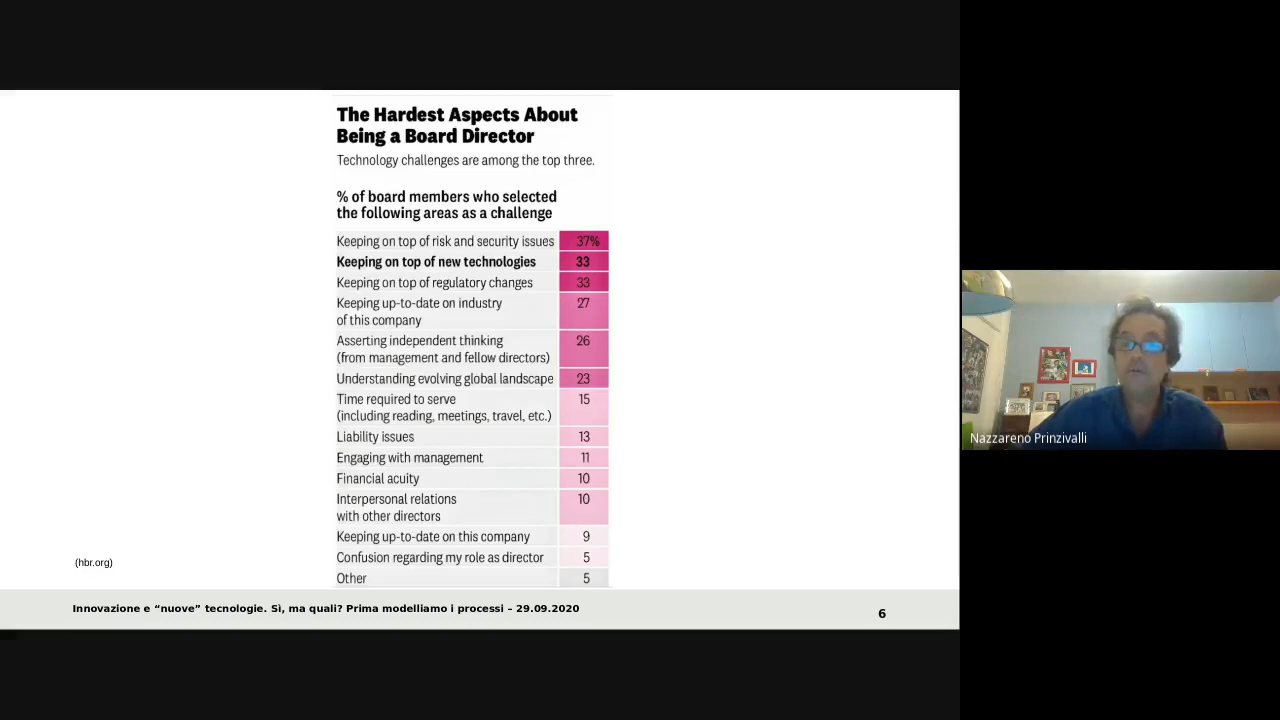 The Hardest Aspects About
Being a Board Director
Technology challenges are among the top three.
% of board members who selected
the following areas as a challenge
Keeping on top of risk and security issues 37%
Keeping on top of new technologies 33
Keeping on top of regulatory changes 33
Keeping up-to-date on industry 27
of this company
Asserting independent thinking 26
(from management and fellow directors)
Understanding evolving global landscape 23
Time required to serve 15
(including reading, meetings, travel, etc.)
Liability issues 13
Engaging with management 11
Financial acuity 10
Interpersonal relations 10
with other directors
Keeping up-to-date on this company 9
Confusion regarding my role as director 5
Other 5
(hbr.org)
Innovazione e “nuove” tecnologie. Sì, ma quali? Prima modelliamo i processi – 29.09.2020
6
Nazzareno Prinzivalli